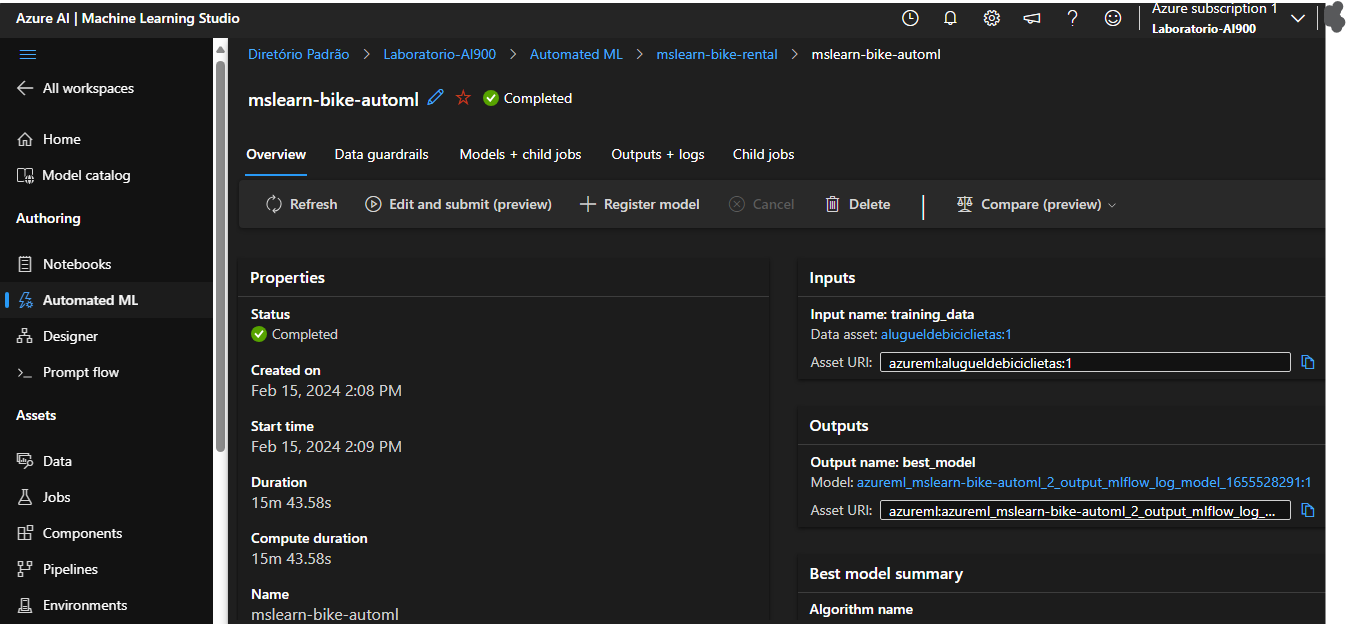 Azure AI | Machine Learning Studio
Azure subscription 1
Laboratorio-AI900
All workspaces
Home
Model catalog
Authoring
Notebooks
Automated ML
Designer
Prompt flow
Assets
Data
Jobs
Components
Pipelines
Environments
Diretório Padrão > Laboratorio-AI900 > Automated ML > mslearn-bike-rental > mslearn-bike-automl
mslearn-bike-automl Completed
Overview Data guardrails Models + child jobs Outputs + logs Child jobs
Refresh Edit and submit (preview) Register model Cancel Delete Compare (preview)
Properties
Status
Completed
Created on
Feb 15, 2024 2:08 PM
Start time
Feb 15, 2024 2:09 PM
Duration
15m 43.58s
Compute duration
15m 43.58s
Name
mslearn-bike-automl
Inputs
Input name: training_data
Data asset: alugueldebiciclietas:1
Asset URI: azureml:alugueldebiciclietas:1
Outputs
Output name: best_model
Model: azureml_mslearn-bike-automl_2_output_mlflow_log_model_1655528291:1
Asset URI: azureml:azureml_mslearn-bike-automl_2_output_mlflow_log_...
Best model summary
Algorithm name